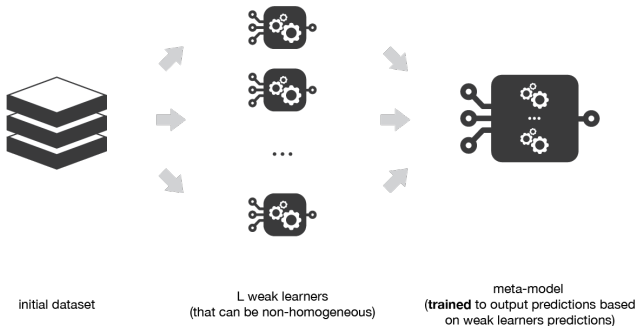 ...
...
initial dataset
L weak learners
(that can be non-homogeneous)
meta-model
(trained to output predictions based
on weak learners predictions)